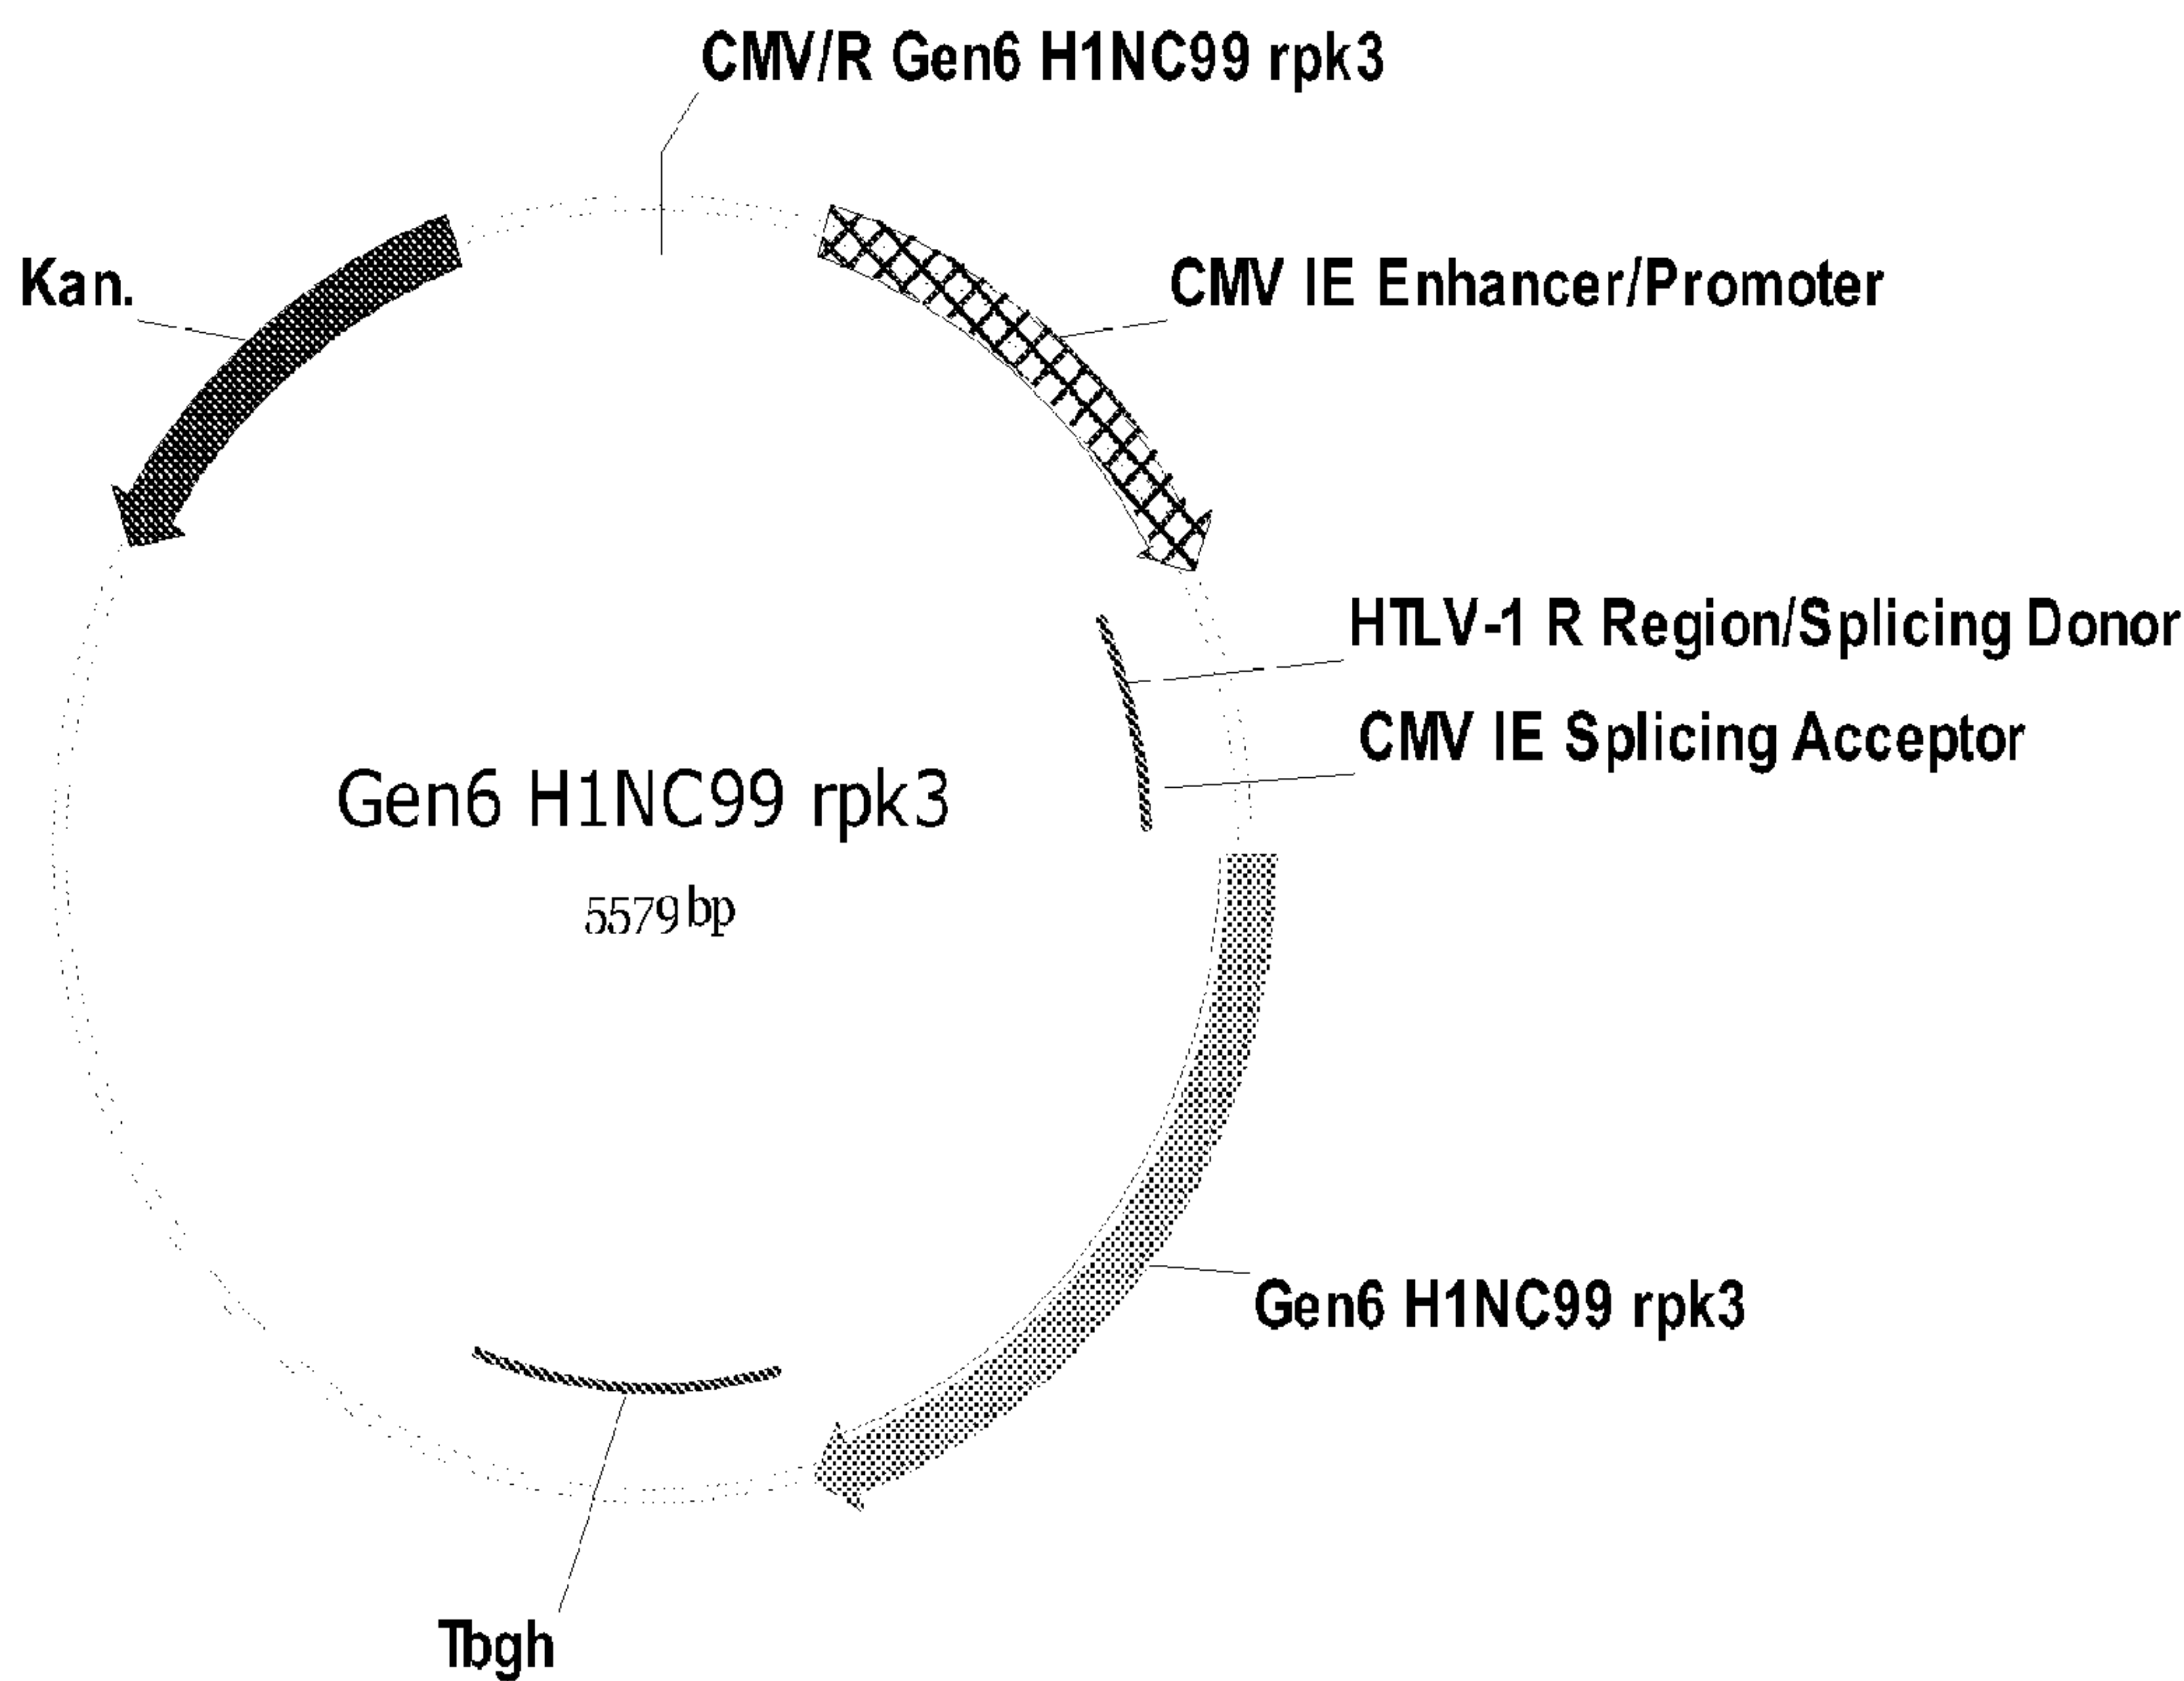 CMV/R Gen6 H1NC99 rpk3
Kan.
CMV IE Enhancer/Promoter
HTLV-1 R Region/Splicing Donor
CMV IE Splicing Acceptor
Gen6 H1NC99 rpk3
5579 bp
Gen6 H1NC99 rpk3
Tbgh